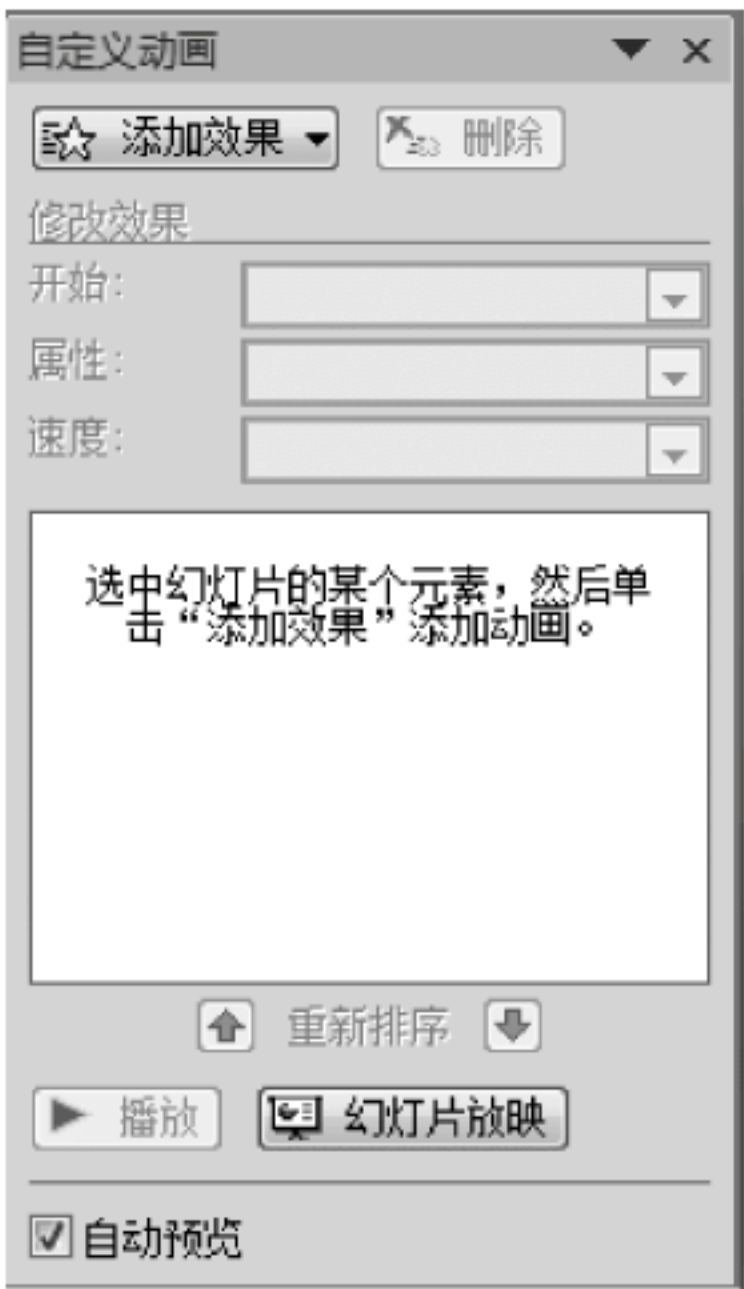 自定义动画
添加效果 删除
修改效果
开始:
属性:
速度:
选中幻灯片的某个元素，然后单
击“添加效果”添加动画。
重新排序
播放 幻灯片放映
自动预览